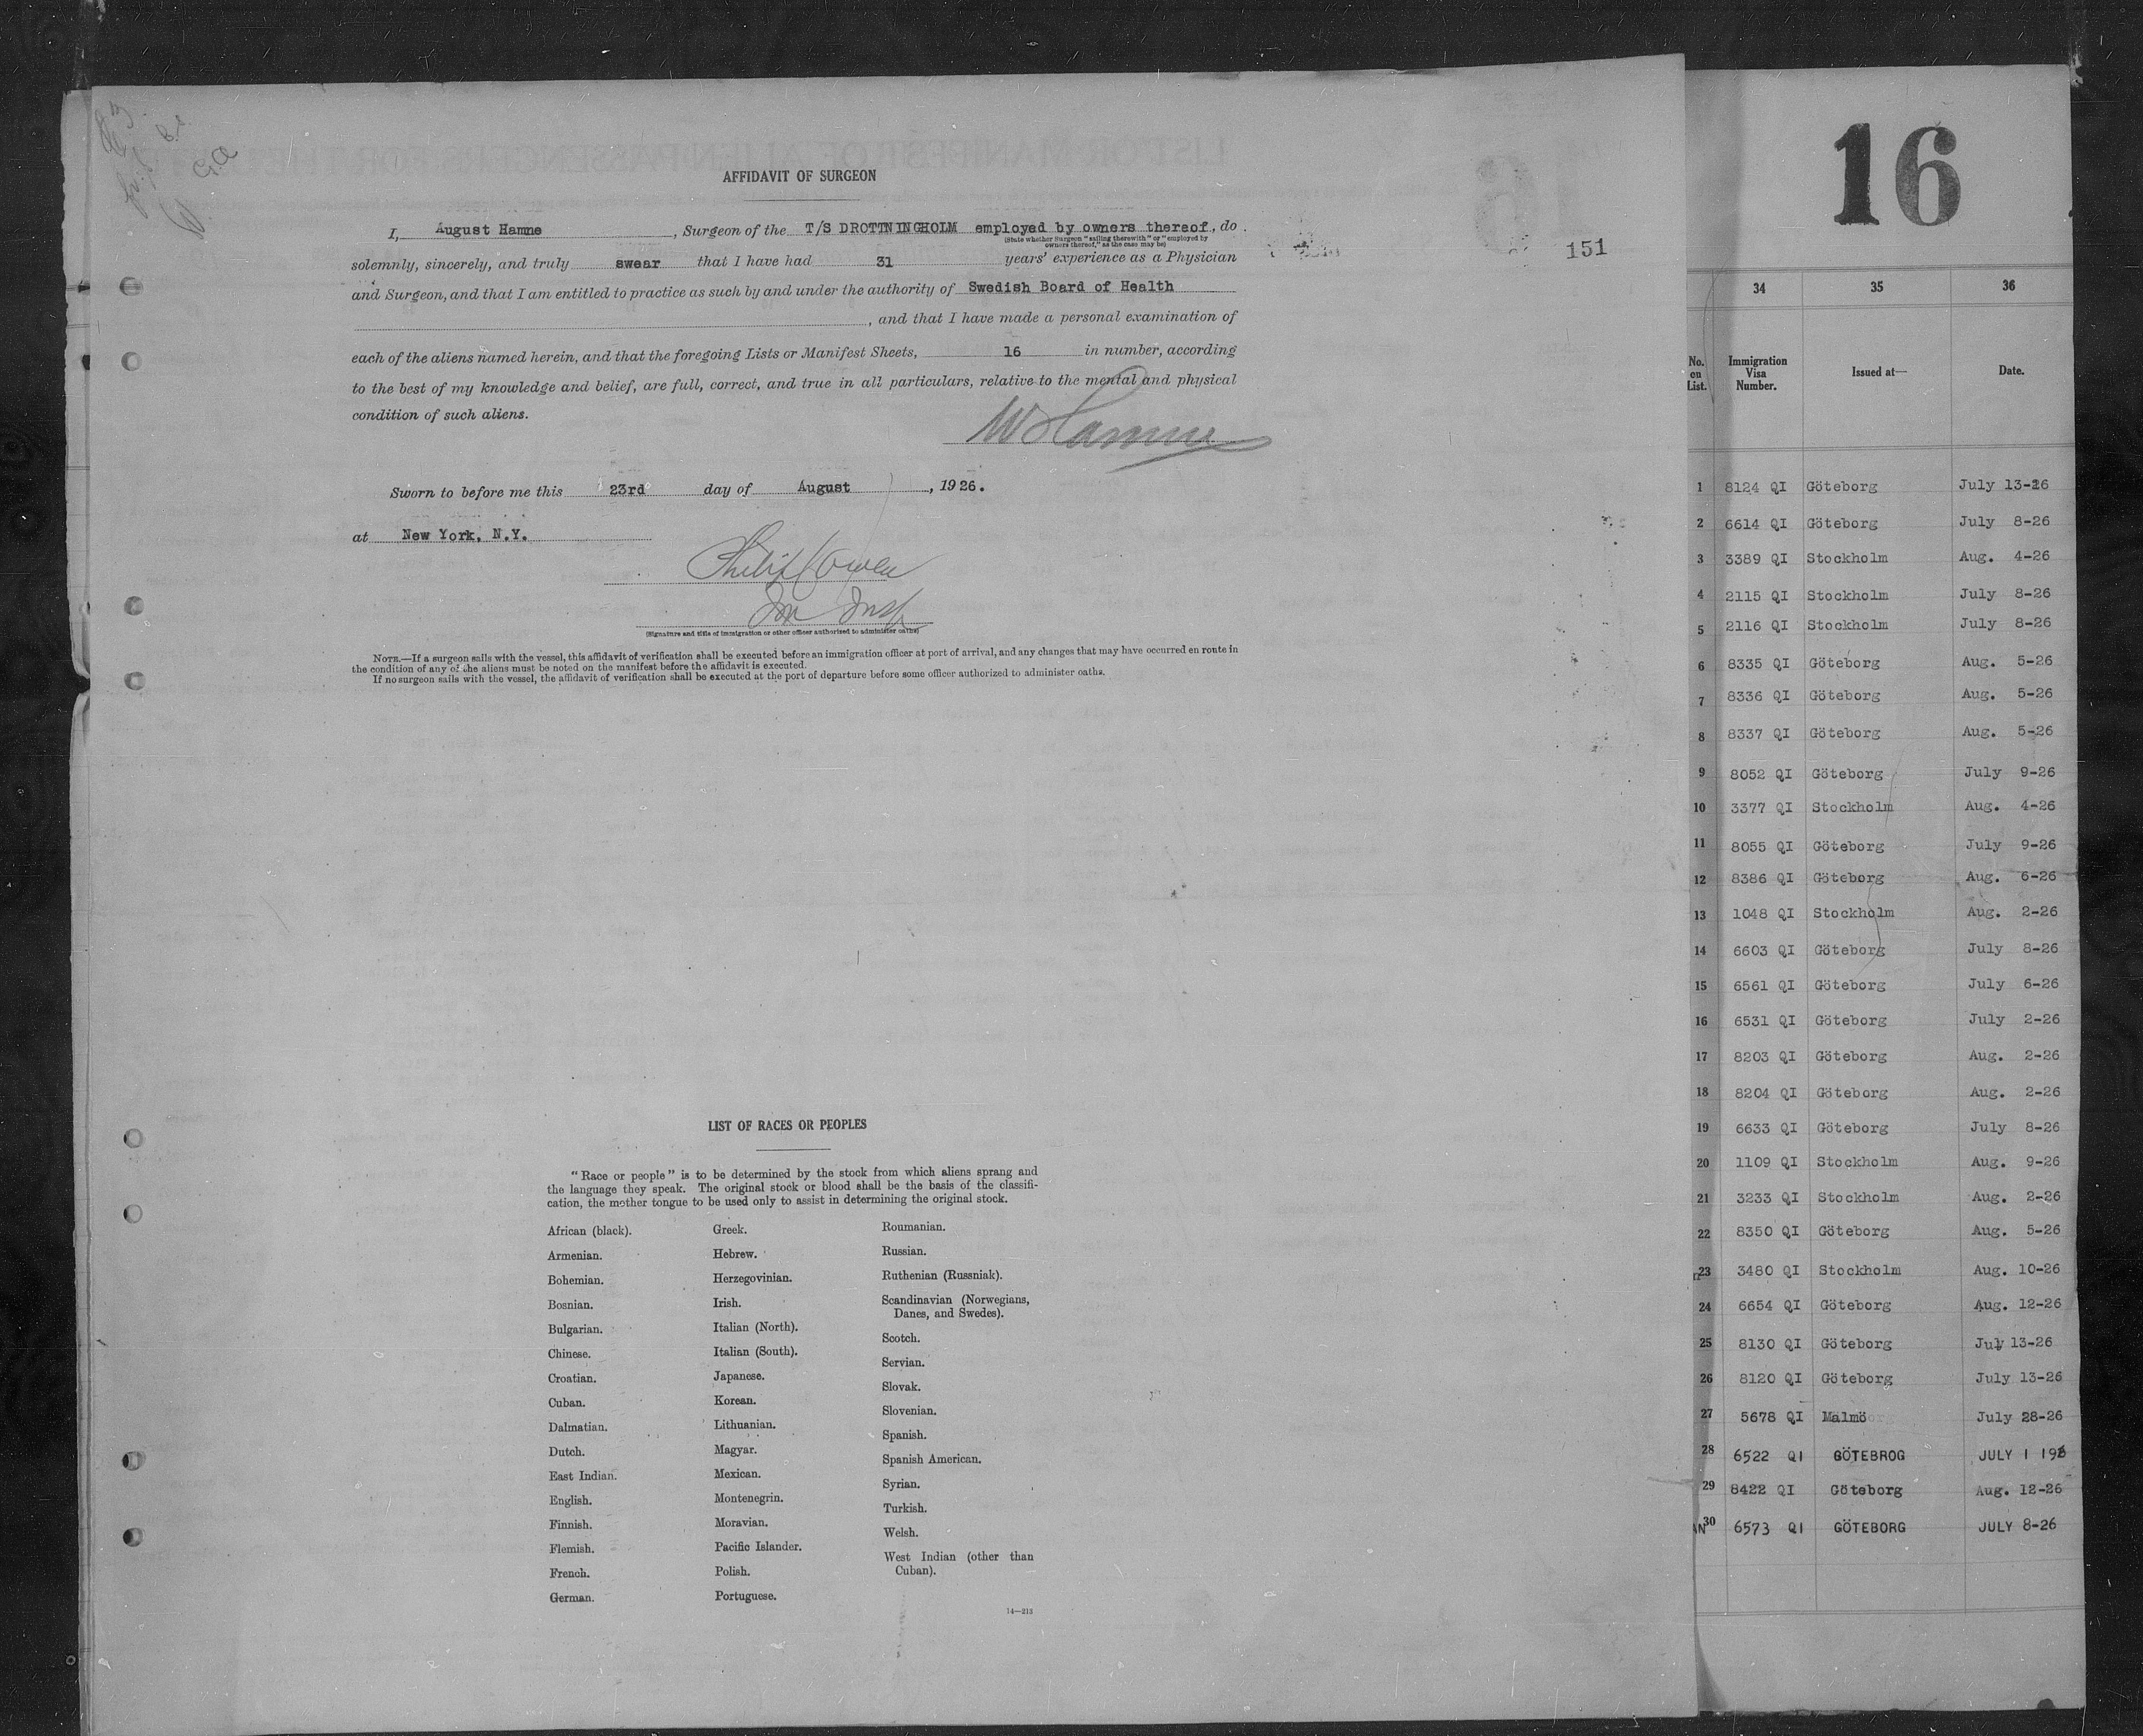 AFFIDAVIT OF SURGEON
I, August Hamne, Surgeon of the T/S DROTTNINGHOLM employed by owners thereof, do
(State whether Surgeon "sailing therewith" or "employed by
owners thereof," as the case may be)
solemnly, sincerely, and truly swear that I have had 31 years' experience as a Physician
and Surgeon, and that I am entitled to practice as such by and under the authority of Swedish Board of Health
, and that I have made a personal examination of
each of the aliens named herein, and that the foregoing Lists or Manifest Sheets, 16 in number, according
to the best of my knowledge and belief, are full, correct, and true in all particulars, relative to the mental and physical
condition of such aliens.
Sworn to before me this 23rd day of August, 1926.
at New York, N.Y.
(Signature and title of immigration or other officer authorized to administer oaths)
NOTE.—If a surgeon sails with the vessel, this affidavit of verification shall be executed before an immigration officer at port of arrival, and any changes that may have occurred en route in
the condition of any of the aliens must be noted on the manifest before the affidavit is executed.
If no surgeon sails with the vessel, the affidavit of verification shall be executed at the port of departure before some officer authorized to administer oaths.
151
LIST OF RACES OR PEOPLES
"Race or people" is to be determined by the stock from which aliens sprang and
the language they speak. The original stock or blood shall be the basis of the classifi-
cation, the mother tongue to be used only to assist in determining the original stock.
African (black).
Armenian.
Bohemian.
Bosnian.
Bulgarian.
Chinese.
Croatian.
Cuban.
Dalmatian.
Dutch.
East Indian.
English.
Finnish.
Flemish.
French.
German.
Greek.
Hebrew.
Herzegovinian.
Irish.
Italian (North).
Italian (South).
Japanese.
Korean.
Lithuanian.
Magyar.
Mexican.
Montenegrin.
Moravian.
Pacific Islander.
Polish.
Portuguese.
Roumanian.
Russian.
Ruthenian (Russniak).
Scandinavian (Norwegians,
Danes, and Swedes).
Scotch.
Servian.
Slovak.
Slovenian.
Spanish.
Spanish American.
Syrian.
Turkish.
Welsh.
West Indian (other than
Cuban).
14—213
16
34 35 36
No. on List. Immigration Visa Number. Issued at— Date.
1 8124 QI Göteborg July 13-26
2 6614 QI Göteborg July 8-26
3 3389 QI Stockholm Aug. 4-26
4 2115 QI Stockholm July 8-26
5 2116 QI Stockholm July 8-26
6 8335 QI Göteborg Aug. 5-26
7 8336 QI Göteborg Aug. 5-26
8 8337 QI Göteborg Aug. 5-26
9 8052 QI Göteborg July 9-26
10 3377 QI Stockholm Aug. 4-26
11 8055 QI Göteborg July 9-26
12 8386 QI Göteborg Aug. 6-26
13 1048 QI Stockholm Aug. 2-26
14 6603 QI Göteborg July 8-26
15 6561 QI Göteborg July 6-26
16 6531 QI Göteborg July 2-26
17 8203 QI Göteborg Aug. 2-26
18 8204 QI Göteborg Aug. 2-26
19 6633 QI Göteborg July 8-26
20 1109 QI Stockholm Aug. 9-26
21 3233 QI Stockholm Aug. 2-26
22 8350 QI Göteborg Aug. 5-26
23 3480 QI Stockholm Aug. 10-26
24 6654 QI Göteborg Aug. 12-26
25 8130 QI Göteborg July 13-26
26 8120 QI Göteborg July 13-26
27 5678 QI Malmö July 28-26
28 6522 QI GÖTEBROG JULY 1 192
29 8422 QI Göteborg Aug. 12-26
30 6573 QI GÖTEBORG JULY 8-26